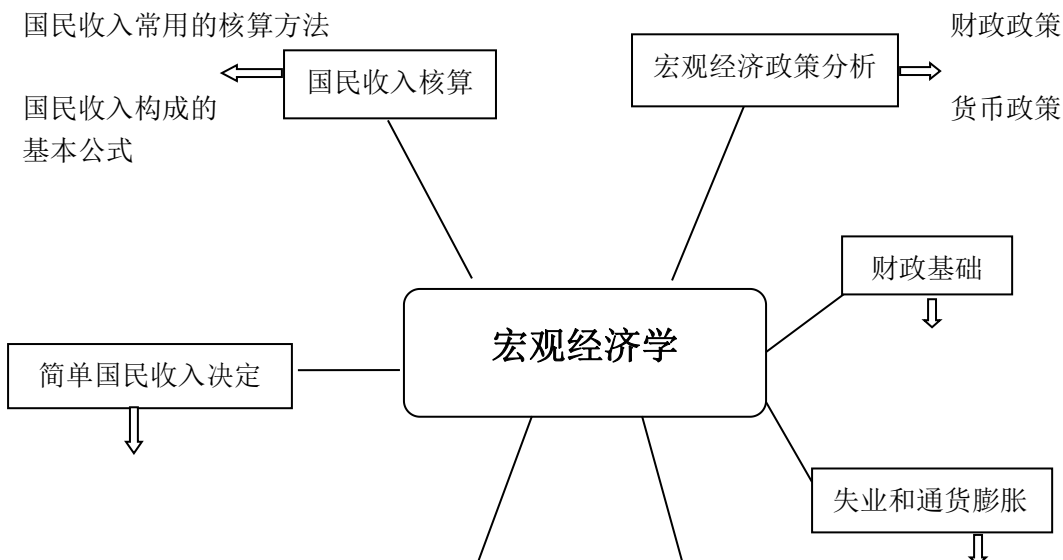 国民收入常用的核算方法
财政政策
国民收入核算
宏观经济政策分析
国民收入构成的
基本公式
货币政策
财政基础
宏观经济学
简单国民收入决定
失业和通货膨胀